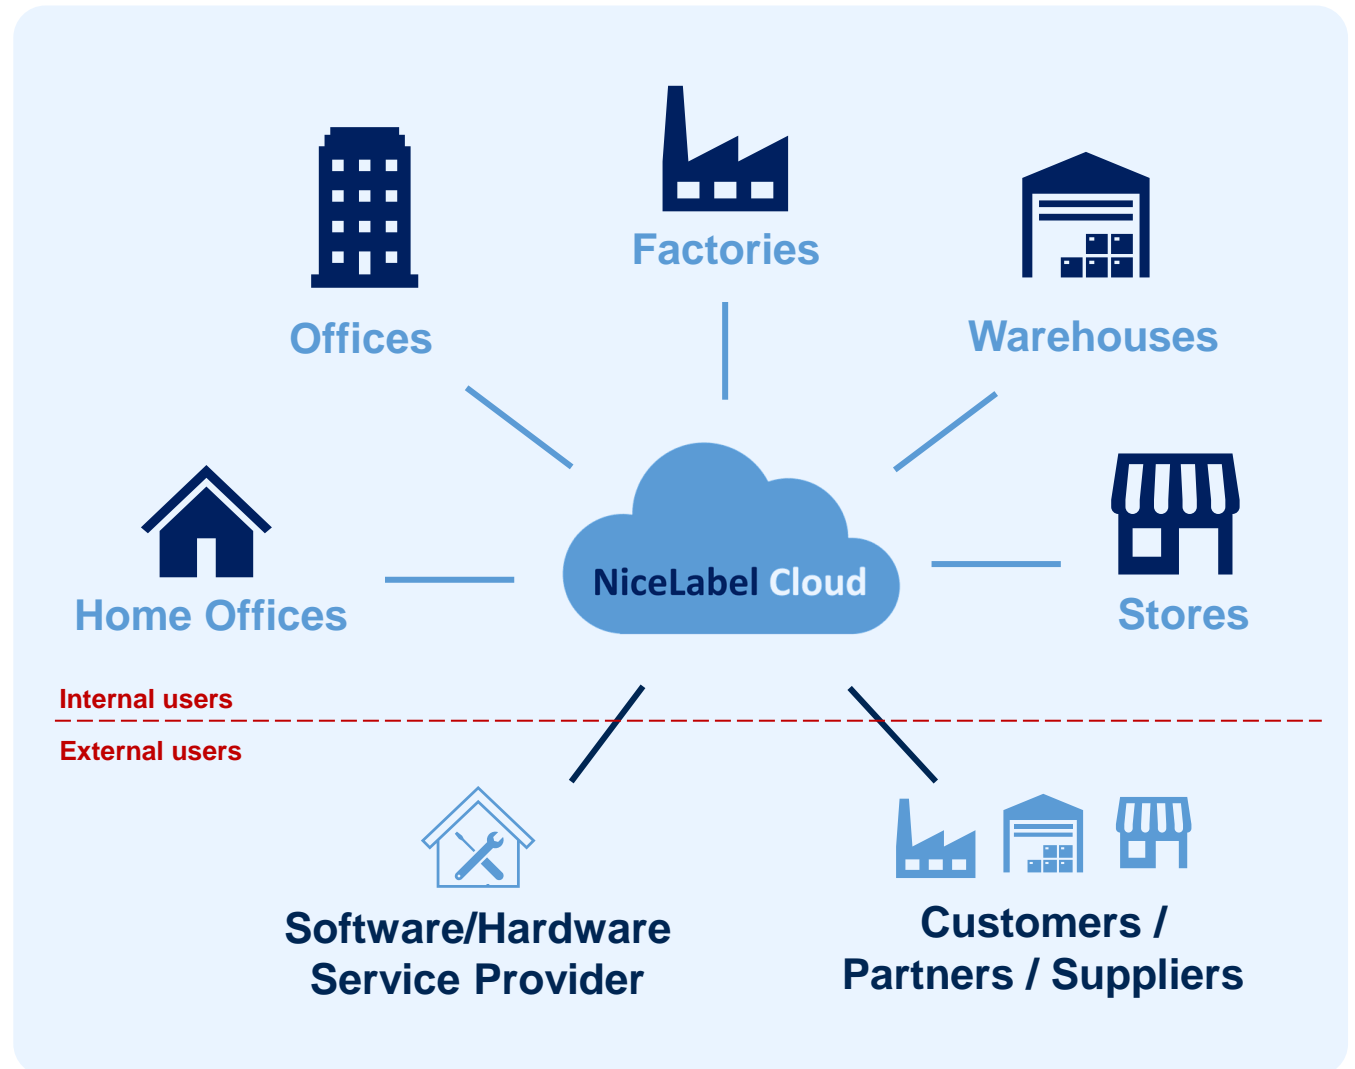 Factories
Offices
Warehouses
NiceLabel Cloud
Home Offices
Stores
Internal users
External users
Software/Hardware
Service Provider
Customers /
Partners / Suppliers